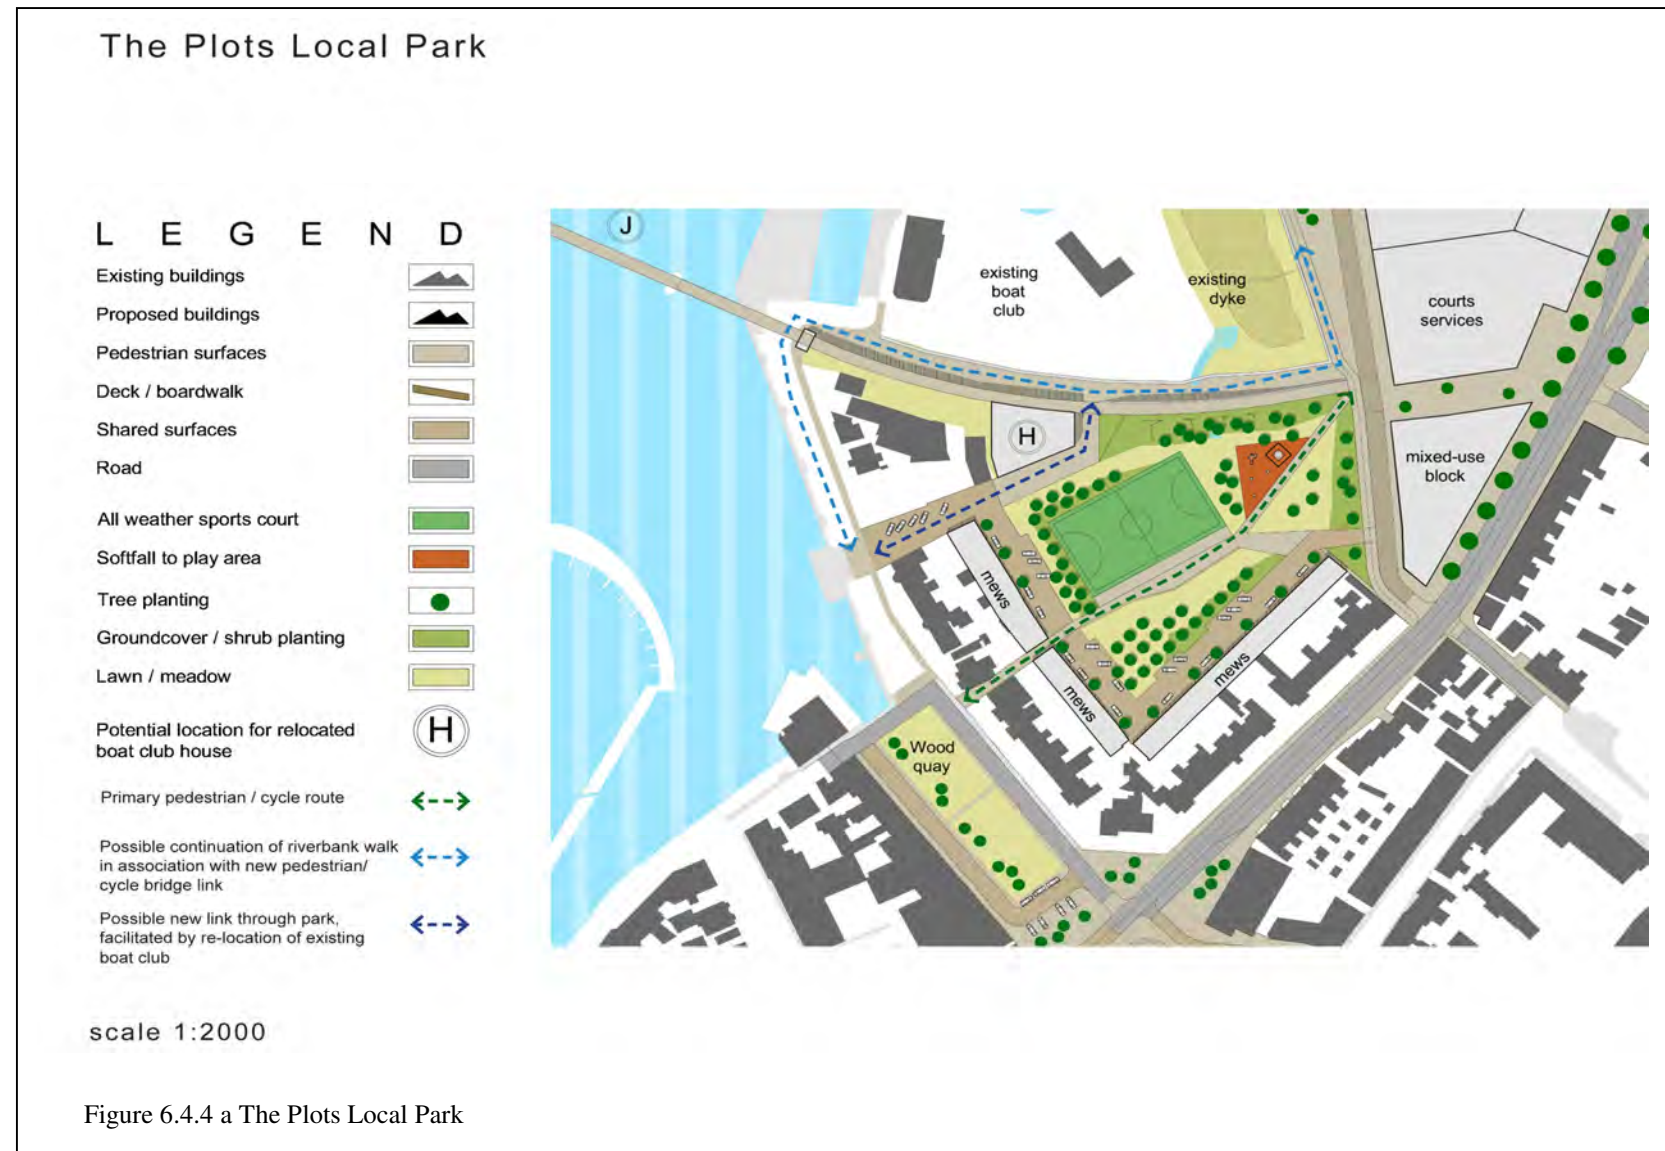 The Plots Local Park
L E G E N D
Existing buildings
Proposed buildings
Pedestrian surfaces
Deck / boardwalk
Shared surfaces
Road
All weather sports court
Softfall to play area
Tree planting
Groundcover / shrub planting
Lawn / meadow
Potential location for relocated
boat club house
H
Primary pedestrian / cycle route
Possible continuation of riverbank walk
in association with new pedestrian/
cycle bridge link
Possible new link through park,
facilitated by re-location of existing
boat club
scale 1:2000
J
existing
boat
club
existing
dyke
courts
services
H
mixed-use
block
mews
mews
mews
Wood
quay
Figure 6.4.4 a The Plots Local Park